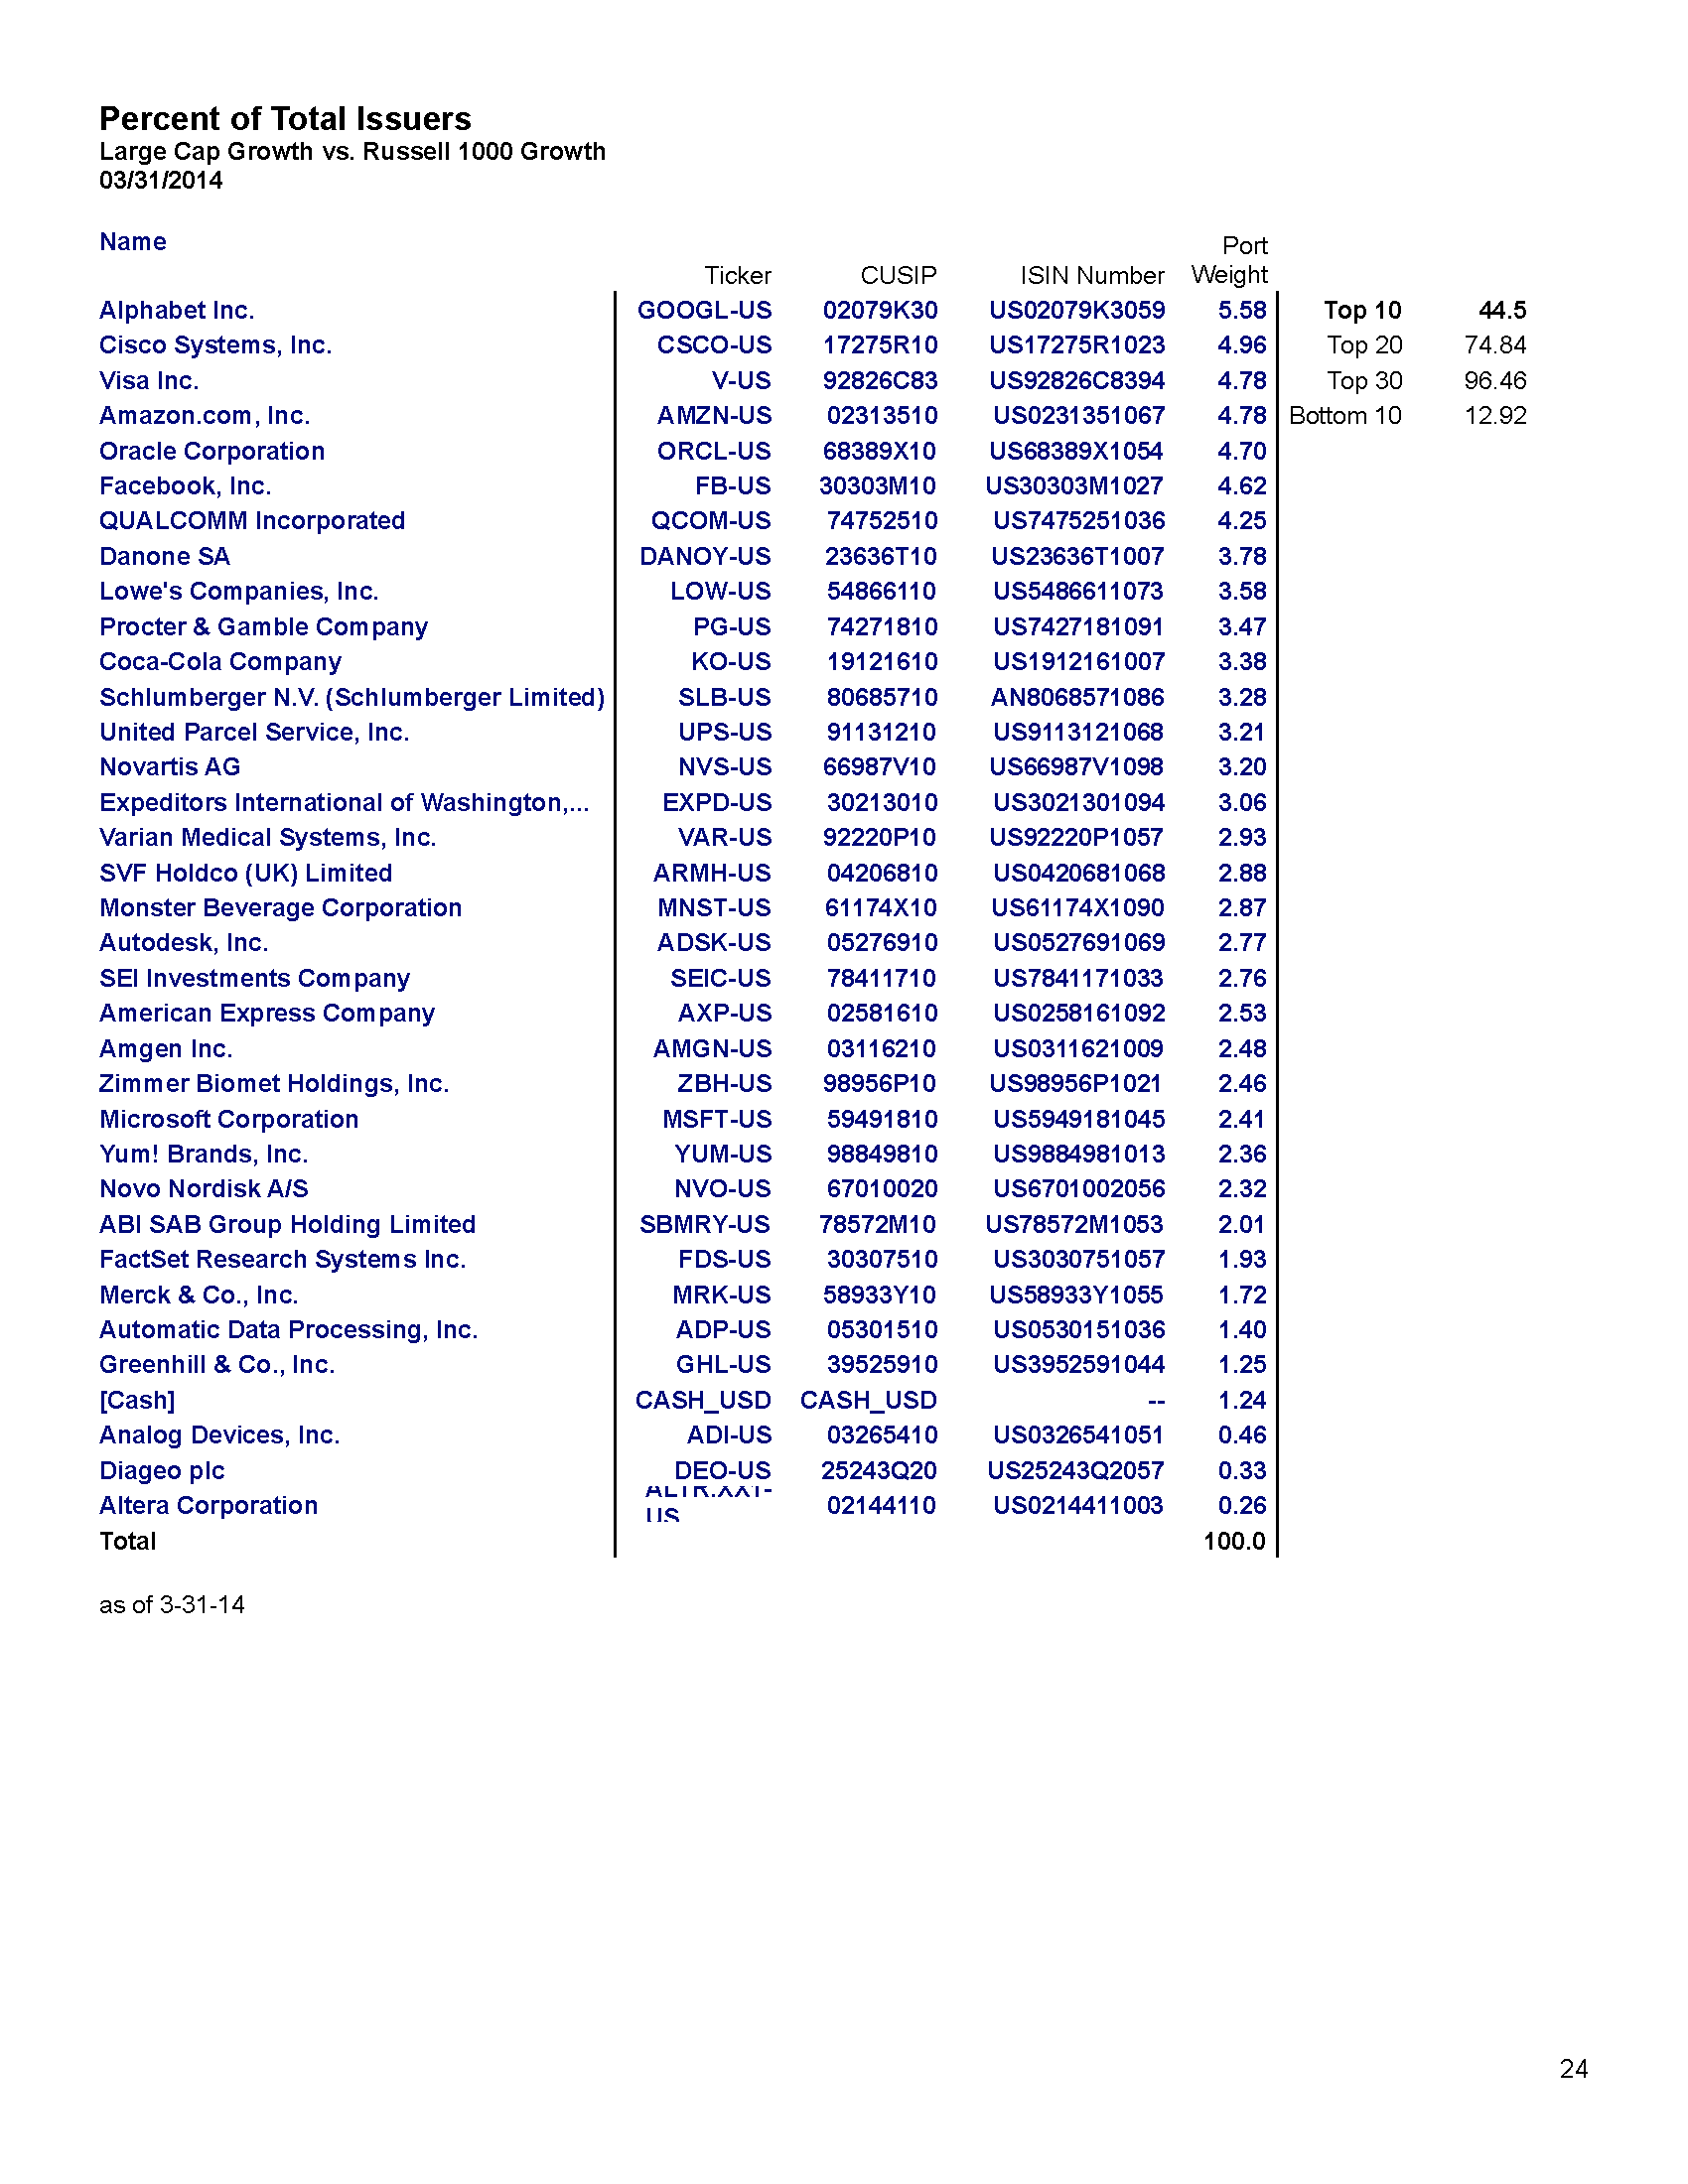 Percent of Total Issuers
Large Cap Growth vs. Russell 1000 Growth
03/31/2014
Name Ticker CUSIP ISIN Number Port Weight
Alphabet Inc. GOOGL-US 02079K30 US02079K3059 5.58 Top 10 44.5
Cisco Systems, Inc. CSCO-US 17275R10 US17275R1023 4.96 Top 20 74.84
Visa Inc. V-US 92826C83 US92826C8394 4.78 Top 30 96.46
Amazon.com, Inc. AMZN-US 02313510 US0231351067 4.78 Bottom 10 12.92
Oracle Corporation ORCL-US 68389X10 US68389X1054 4.70
Facebook, Inc. FB-US 30303M10 US30303M1027 4.62
QUALCOMM Incorporated QCOM-US 74752510 US7475251036 4.25
Danone SA DANOY-US 23636T10 US23636T1007 3.78
Lowe's Companies, Inc. LOW-US 54866110 US5486611073 3.58
Procter & Gamble Company PG-US 74271810 US7427181091 3.47
Coca-Cola Company KO-US 19121610 US1912161007 3.38
Schlumberger N.V. (Schlumberger Limited) SLB-US 80685710 AN8068571086 3.28
United Parcel Service, Inc. UPS-US 91131210 US9113121068 3.21
Novartis AG NVS-US 66987V10 US66987V1098 3.20
Expeditors International of Washington,... EXPD-US 30213010 US3021301094 3.06
Varian Medical Systems, Inc. VAR-US 92220P10 US92220P1057 2.93
SVF Holdco (UK) Limited ARMH-US 04206810 US0420681068 2.88
Monster Beverage Corporation MNST-US 61174X10 US61174X1090 2.87
Autodesk, Inc. ADSK-US 05276910 US0527691069 2.77
SEI Investments Company SEIC-US 78411710 US7841171033 2.76
American Express Company AXP-US 02581610 US0258161092 2.53
Amgen Inc. AMGN-US 03116210 US0311621009 2.48
Zimmer Biomet Holdings, Inc. ZBH-US 98956P10 US98956P1021 2.46
Microsoft Corporation MSFT-US 59491810 US5949181045 2.41
Yum! Brands, Inc. YUM-US 98849810 US9884981013 2.36
Novo Nordisk A/S NVO-US 67010020 US6701002056 2.32
ABI SAB Group Holding Limited SBMRY-US 78572M10 US78572M1053 2.01
FactSet Research Systems Inc. FDS-US 30307510 US3030751057 1.93
Merck & Co., Inc. MRK-US 58933Y10 US58933Y1055 1.72
Automatic Data Processing, Inc. ADP-US 05301510 US0530151036 1.40
Greenhill & Co., Inc. GHL-US 39525910 US3952591044 1.25
[Cash] CASH_USD CASH_USD -- 1.24
Analog Devices, Inc. ADI-US 03265410 US0326541051 0.46
Diageo plc DEO-US 25243Q20 US25243Q2057 0.33
Altera Corporation 02144110 US0214411003 0.26
Total 100.0
as of 3-31-14
24